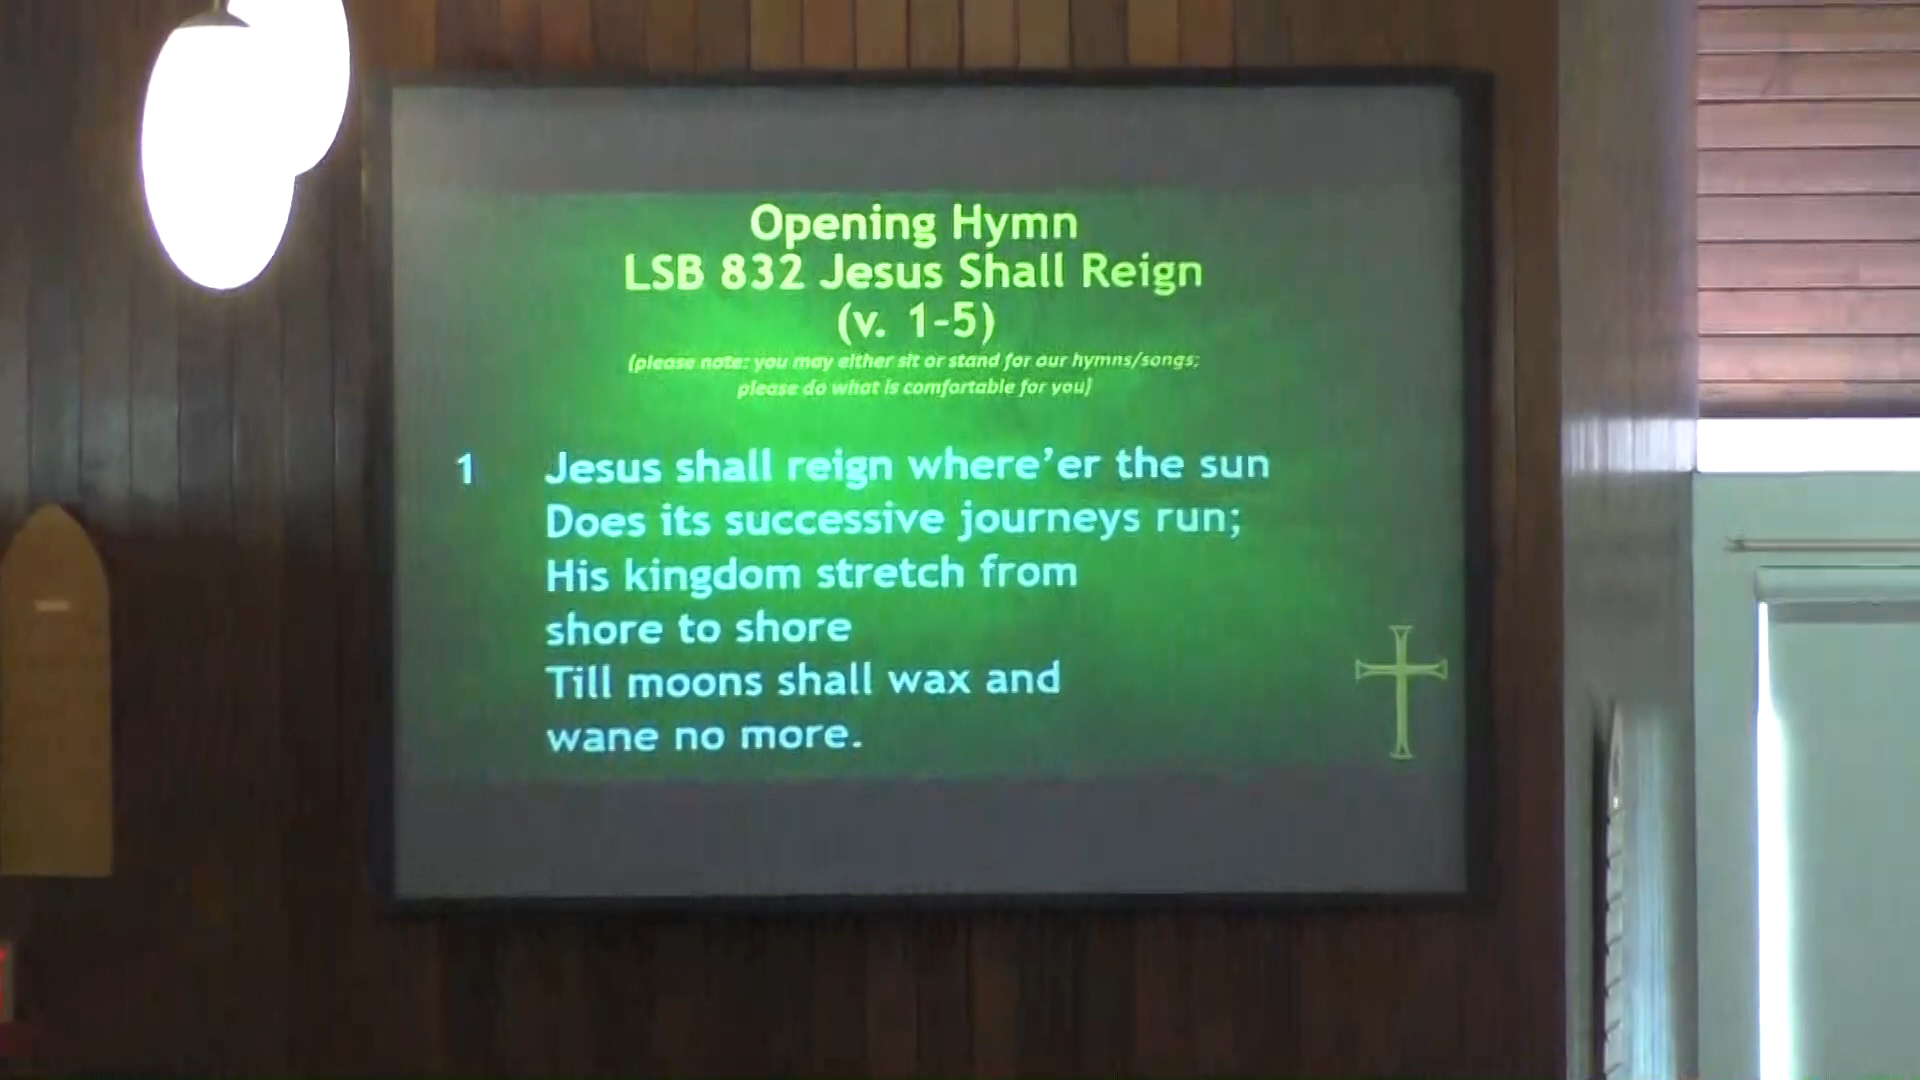 Opening Hymn
LSB 832 Jesus Shall Reign
(v. 1-5)
(please note: you may either sit or stand for our hymns/songs;
please do what is comfortable for you)
1 Jesus shall reign where’er the sun
Does its successive journeys run;
His kingdom stretch from
shore to shore
Till moons shall wax and
wane no more.